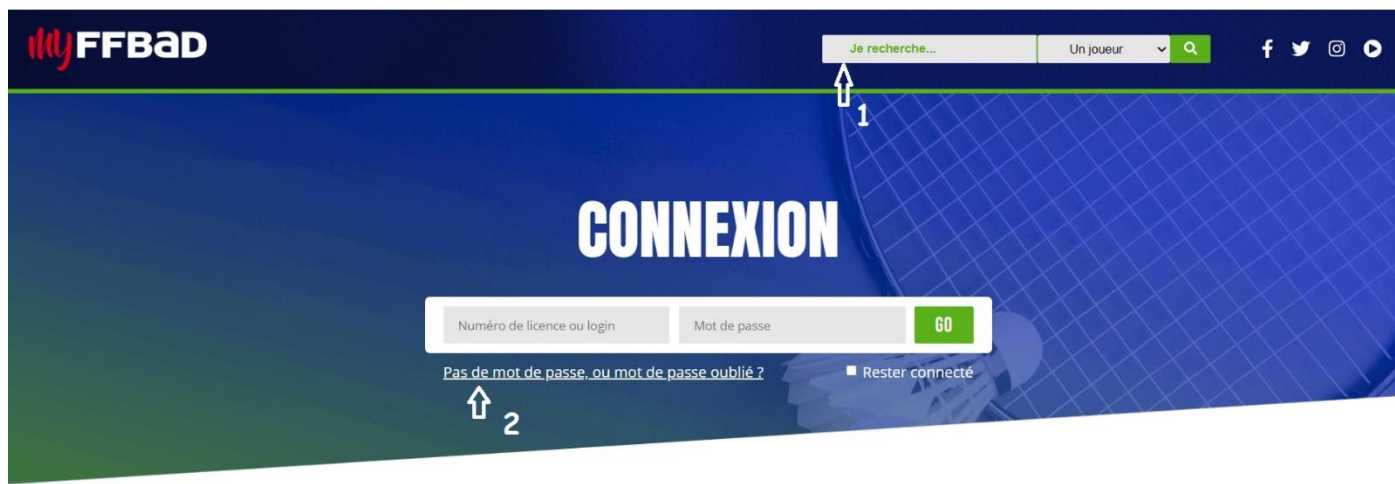 myFFBaD
Je recherche... Un joueur
1
CONNEXION
Numéro de licence ou login Mot de passe GO
Pas de mot de passe, ou mot de passe oublié ? Rester connecté
2